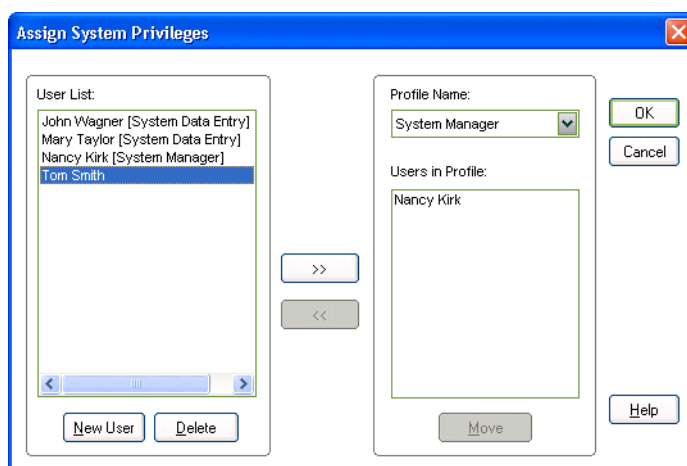 Assign System Privileges
User List:
John Wagner [System Data Entry]
Mary Taylor [System Data Entry]
Nancy Kirk [System Manager]
Tom Smith
>>
<<
New User
Delete
Profile Name:
System Manager
Users in Profile:
Nancy Kirk
Move
OK
Cancel
Help